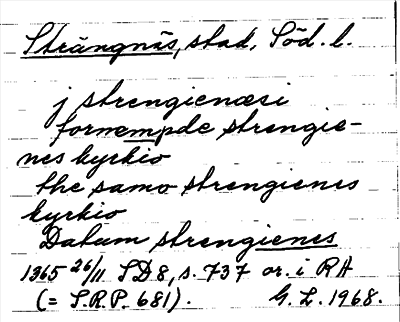 Strängnäs, stad, Söd. l.
j strengienæsi
fornempde strengie-
nes kyrkio
the samo strengienes
kyrkio
Datum strengienes
1365 26/11 SD 8, s. 737 or. i RA
(= S.R.P. 681). G. L. 1968.